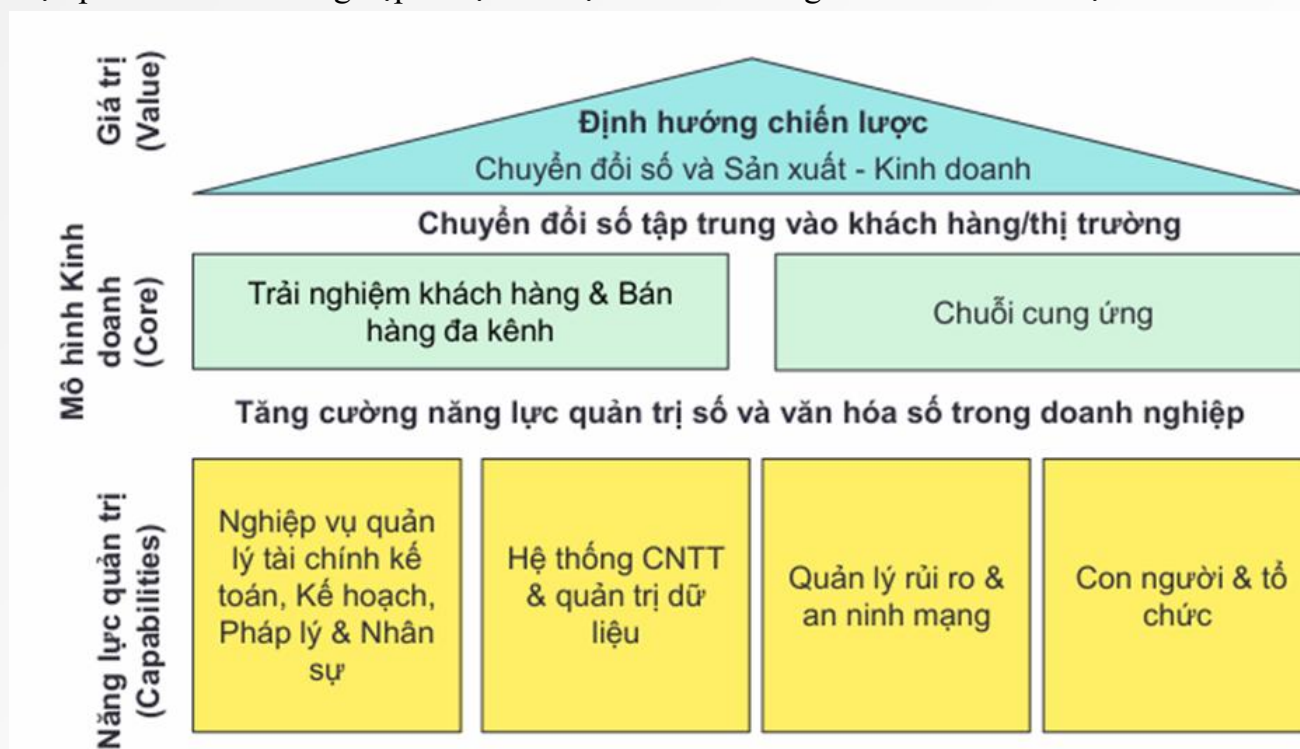 Giá trị
(Value)
Định hướng chiến lược
Chuyển đổi số và Sản xuất - Kinh doanh
Chuyển đổi số tập trung vào khách hàng/thị trường
Mô hình Kinh
doanh
(Core)
Trải nghiệm khách hàng & Bán
hàng đa kênh
Chuỗi cung ứng
Tăng cường năng lực quản trị số và văn hóa số trong doanh nghiệp
Năng lực quản trị
(Capabilities)
Nghiệp vụ quản
lý tài chính kế
toán, Kế hoạch,
Pháp lý & Nhân
sự
Hệ thống CNTT
& quản trị dữ
liệu
Quản lý rủi ro &
an ninh mạng
Con người & tổ
chức